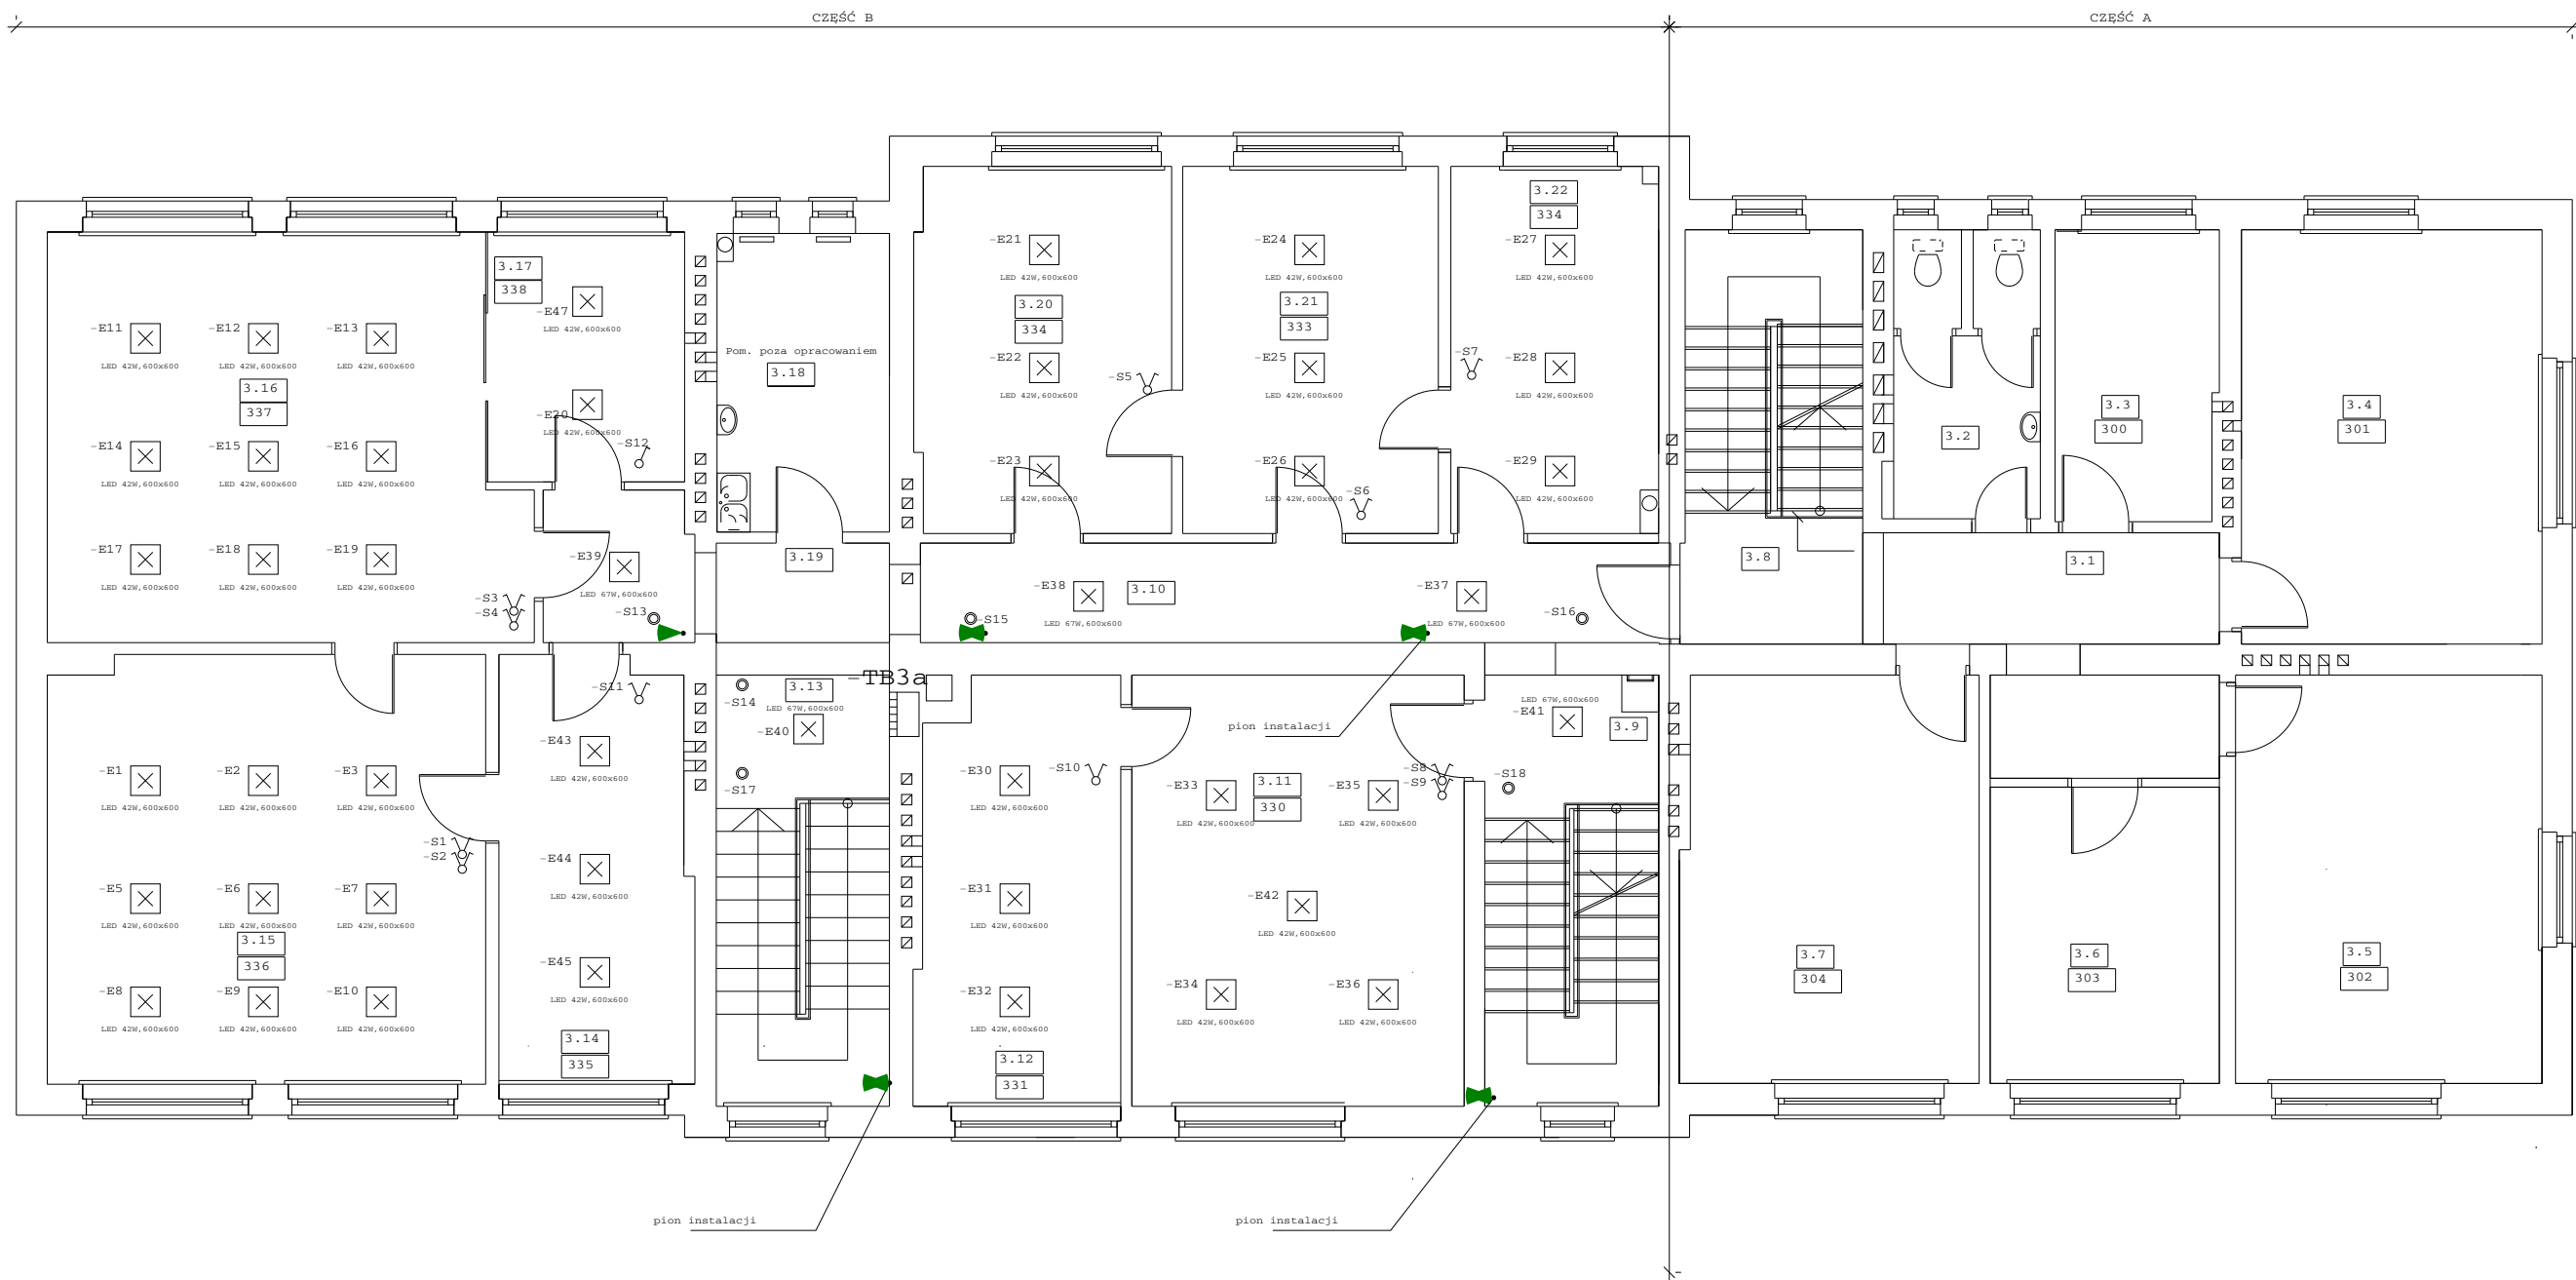 CZĘŚĆ B
CZĘŚĆ A
3.17
338
-E47
LED 42W,600x600
-E11
LED 42W,600x600
-E12
LED 42W,600x600
-E13
LED 42W,600x600
3.16
337
-E20
LED 42W,600x600
-S12
-E14
LED 42W,600x600
-E15
LED 42W,600x600
-E16
LED 42W,600x600
-E17
LED 42W,600x600
-E18
LED 42W,600x600
-E19
LED 42W,600x600
-S3
-S4
-E39
LED 67W,600x600
-S13
Pom. poza opracowaniem
3.18
3.19
-E21
LED 42W,600x600
3.20
334
-E22
LED 42W,600x600
-S5
-E23
LED 42W,600x600
-E24
LED 42W,600x600
3.21
333
-E25
LED 42W,600x600
-E26
LED 42W,600x600
-S6
3.22
334
-E27
LED 42W,600x600
-S7
-E28
LED 42W,600x600
-E29
LED 42W,600x600
-S15
-E38
LED 67W,600x600
3.10
-E37
LED 67W,600x600
-S16
3.8
3.2
3.3
300
3.4
301
3.1
-E1
LED 42W,600x600
-E2
LED 42W,600x600
-E3
LED 42W,600x600
-S1
-S2
-E5
LED 42W,600x600
-E6
LED 42W,600x600
-E7
LED 42W,600x600
3.15
336
-E8
LED 42W,600x600
-E9
LED 42W,600x600
-E10
LED 42W,600x600
-S11
-E43
LED 42W,600x600
-E44
LED 42W,600x600
-E45
LED 42W,600x600
3.14
335
-S14
3.13
LED 67W,600x600
-E40
-S17
-TB3a
-E30
LED 42W,600x600
-S10
-E31
LED 42W,600x600
-E32
LED 42W,600x600
3.12
331
pion instalacji
-E33
LED 42W,600x600
3.11
330
-E35
LED 42W,600x600
-S8
-S9
-E42
LED 42W,600x600
-E34
LED 42W,600x600
-E36
LED 42W,600x600
LED 67W,600x600
-E41
3.9
-S18
3.7
304
3.6
303
3.5
302
pion instalacji
pion instalacji